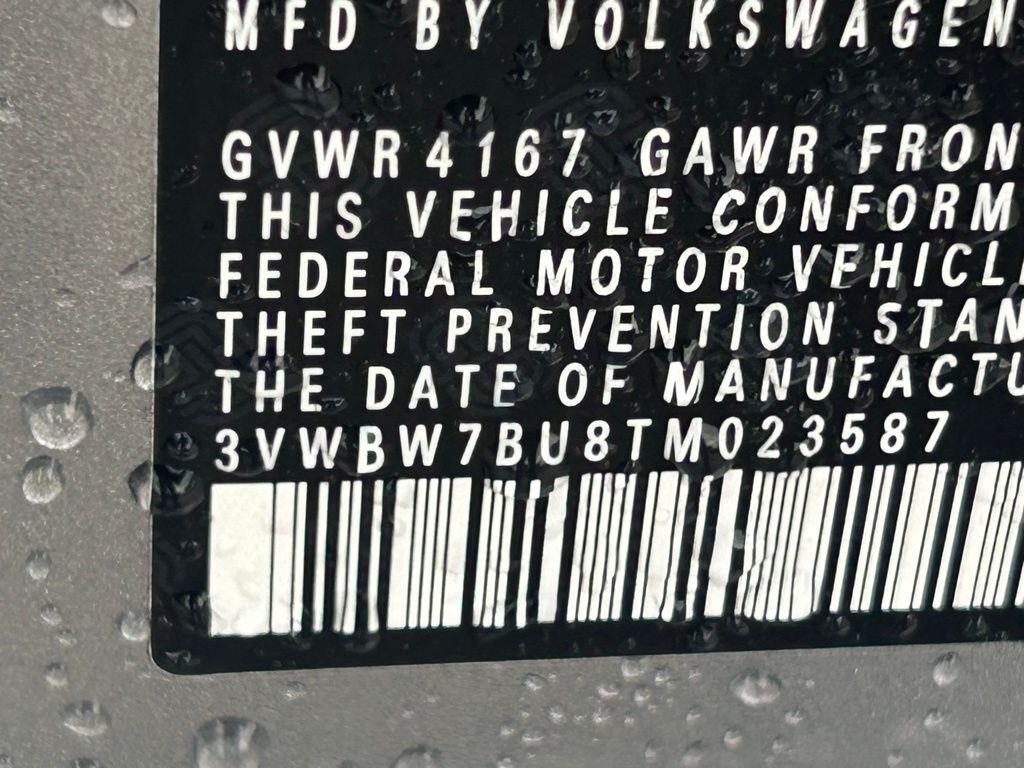 MFD BY VOLKSWAGEN
GVWR 4167 GAWR FRON
THIS VEHICLE CONFORM
FEDERAL MOTOR VEHICL
THEFT PREVENTION STAN
THE DATE OF MANUFACTU
3VWBW7BU8TM023587